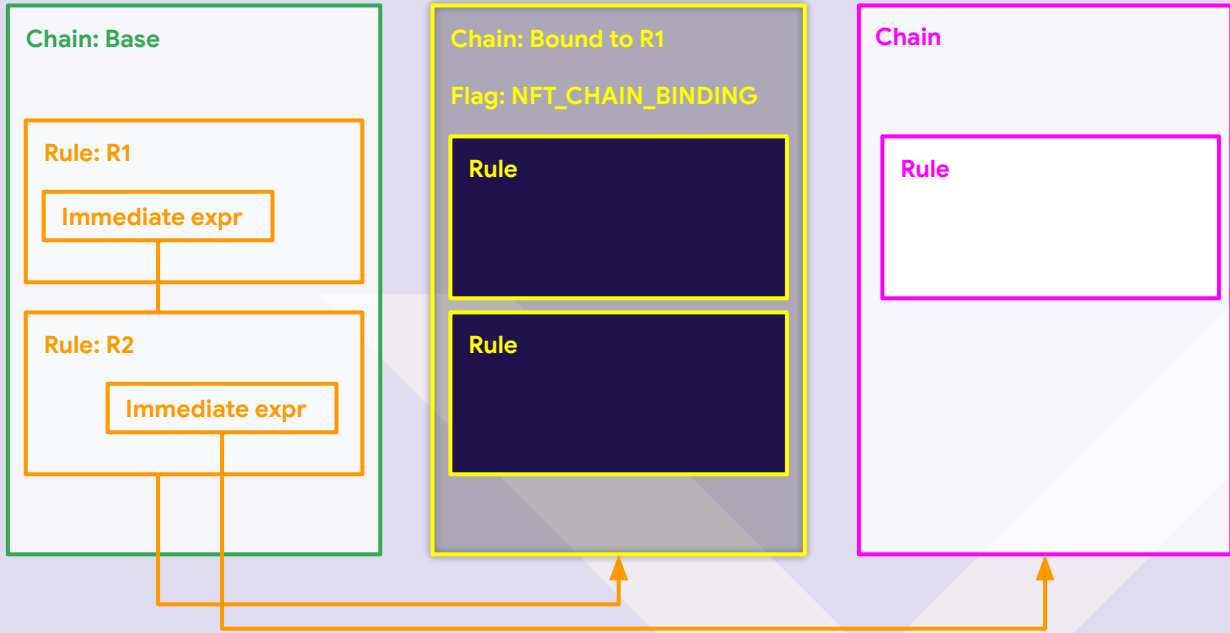 Chain: Base
Rule: R1
Immediate expr
Rule: R2
Immediate expr
Chain: Bound to R1
Flag: NFT_CHAIN_BINDING
Rule
Rule
Chain
Rule